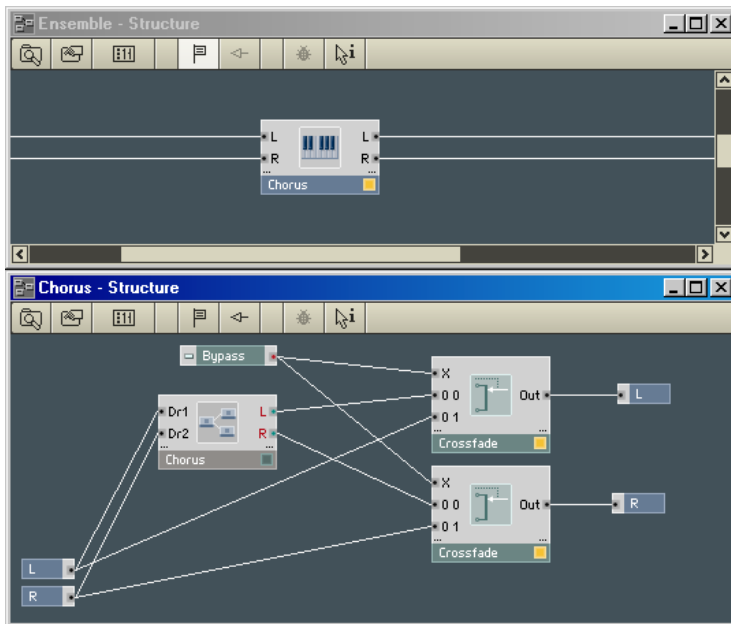 Ensemble - Structure
i
L L
R R
... ...
Chorus
Chorus - Structure
i
Bypass
X
0 0 Out
0 1
... ...
Crossfade
L
Dr1 L
Dr2 R
... ...
Chorus
X
0 0 Out
0 1
... ...
Crossfade
R
L
R